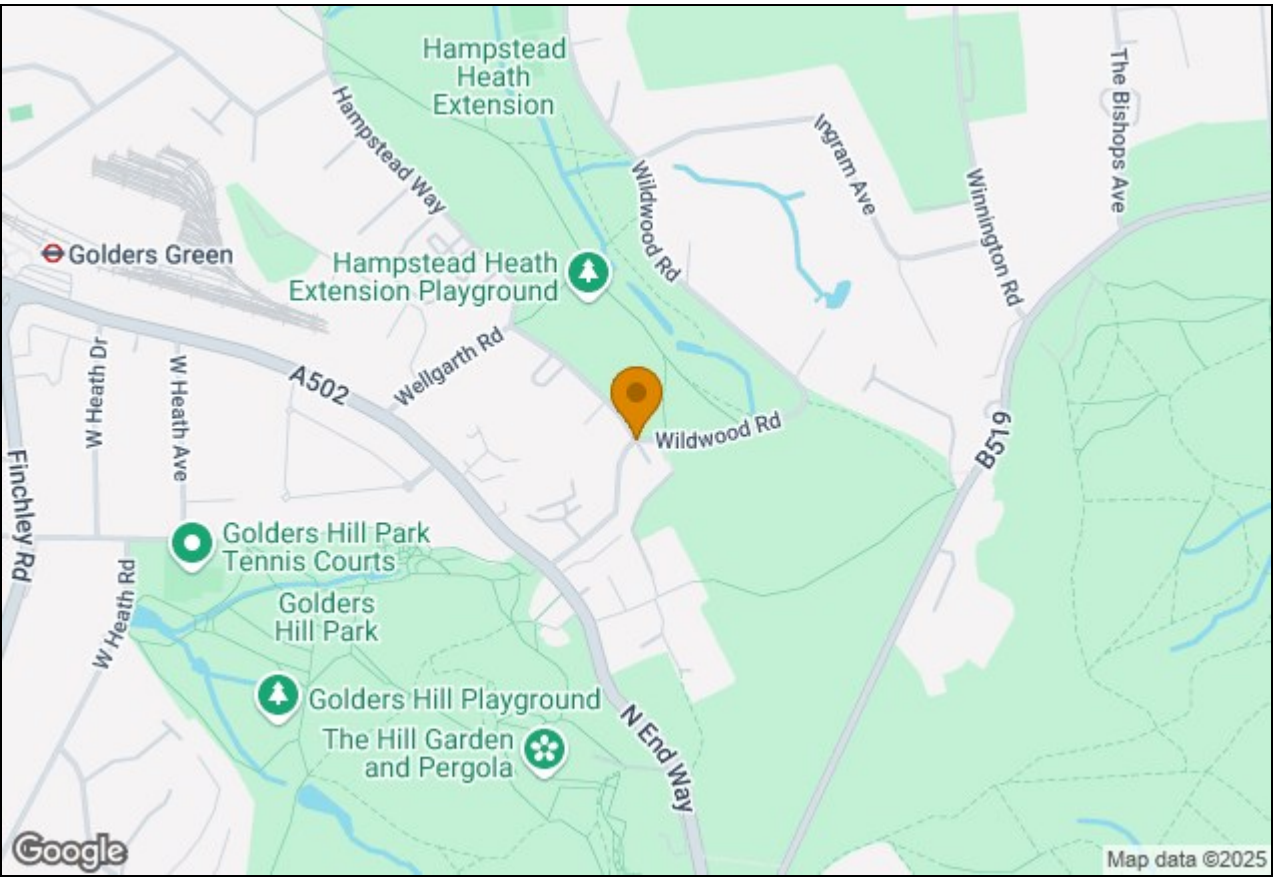 Hampstead
Heath
Extension
The Bishops Ave
Hampstead Way
Ingram Ave
Wildwood Rd
Winnington Rd
Golders Green
Hampstead Heath
Extension Playground
Wellgarth Rd
W Heath Dr
W Heath Ave
A502
Wildwood Rd
B519
Finchley Rd
Golders Hill Park
Tennis Courts
W Heath Rd
Golders
Hill Park
Golders Hill Playground
The Hill Garden
and Pergola
N End Way
Google
Map data ©2025